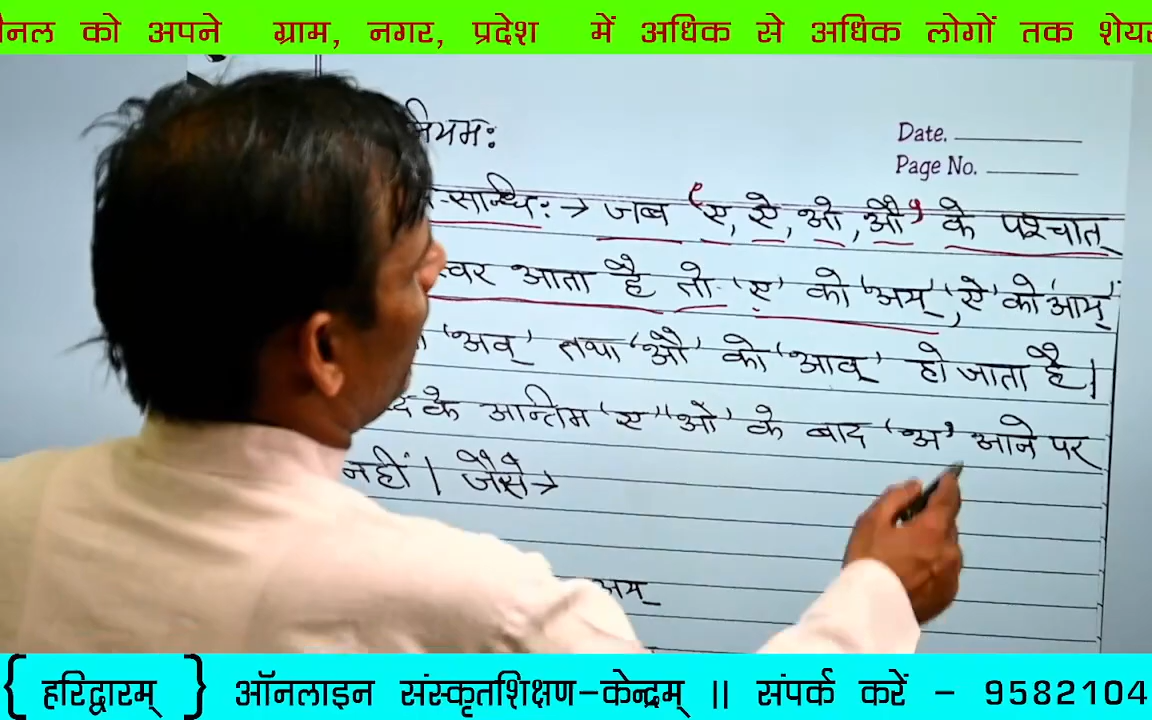 चैनल को अपने ग्राम, नगर, प्रदेश में अधिक से अधिक लोगों तक शेयर
नियमः
Date.
Page No.
-सन्धिः → जब 'ए, ऐ, ओ, औ' के पश्चात्
स्वर आता है तो 'ए' को 'अय्', 'ऐ' को 'आय्'
'अव्' तथा 'औ' को 'आव्' हो जाता है।
के अन्तिम 'ए' 'ओ' के बाद 'अ' आने पर
नहीं । जैसे →
अय्
{ हरिद्वारम् } ऑनलाइन संस्कृतशिक्षण-केन्द्रम् || संपर्क करें - 9582104